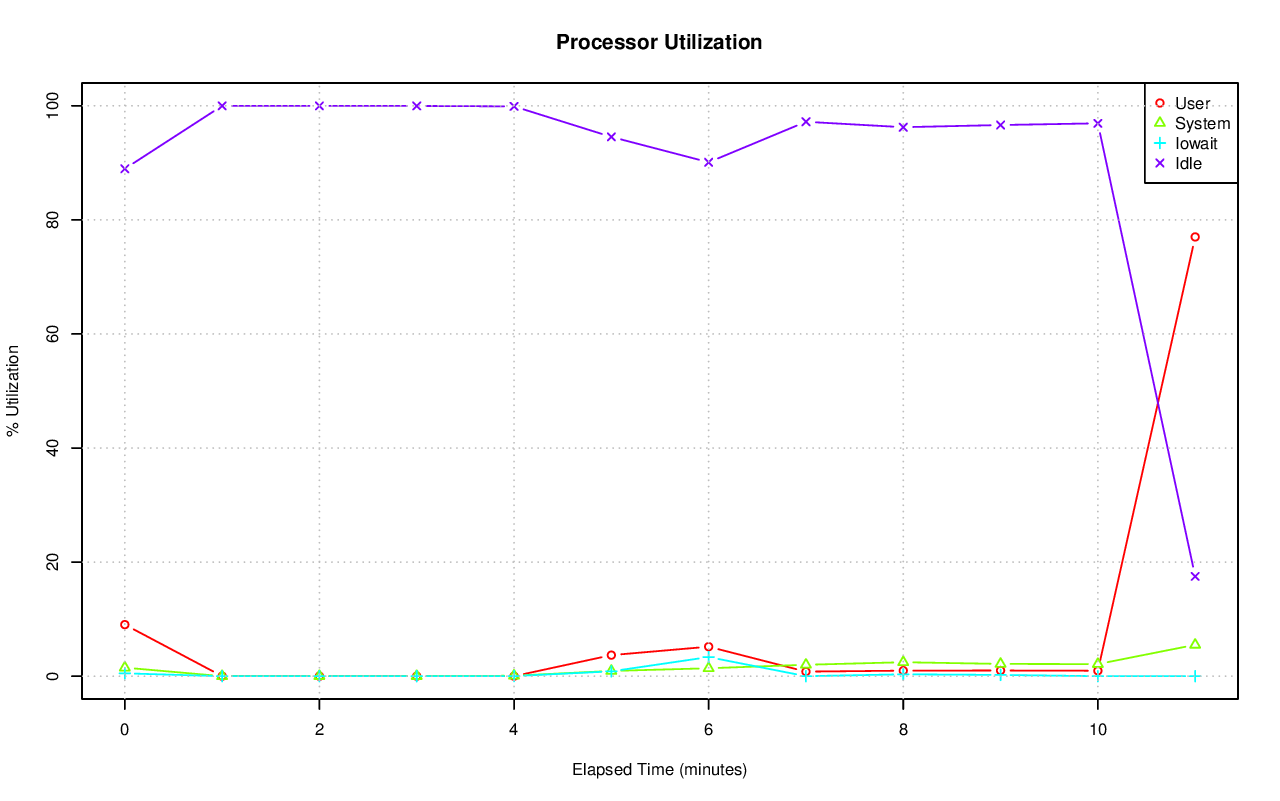 Processor Utilization
User
System
Iowait
Idle
% Utilization
100
80
60
40
20
0
0 2 4 6 8 10
Elapsed Time (minutes)